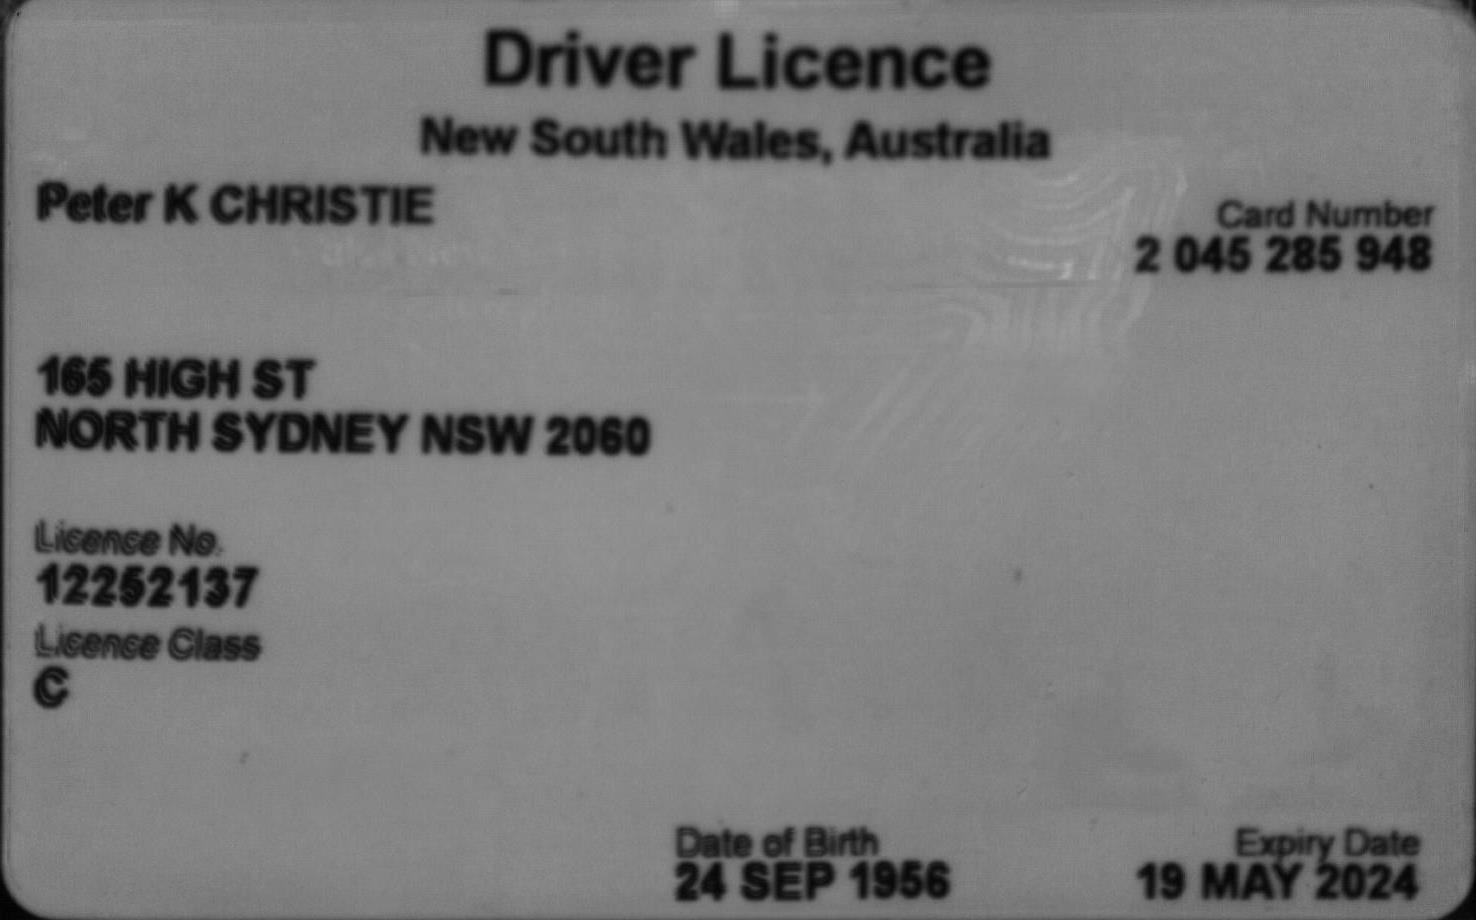 Driver Licence
New South Wales, Australia
Peter K CHRISTIE
Card Number
2 045 285 948
165 HIGH ST
NORTH SYDNEY NSW 2060
Licence No.
12252137
Licence Class
C
Date of Birth
24 SEP 1956
Expiry Date
19 MAY 2024